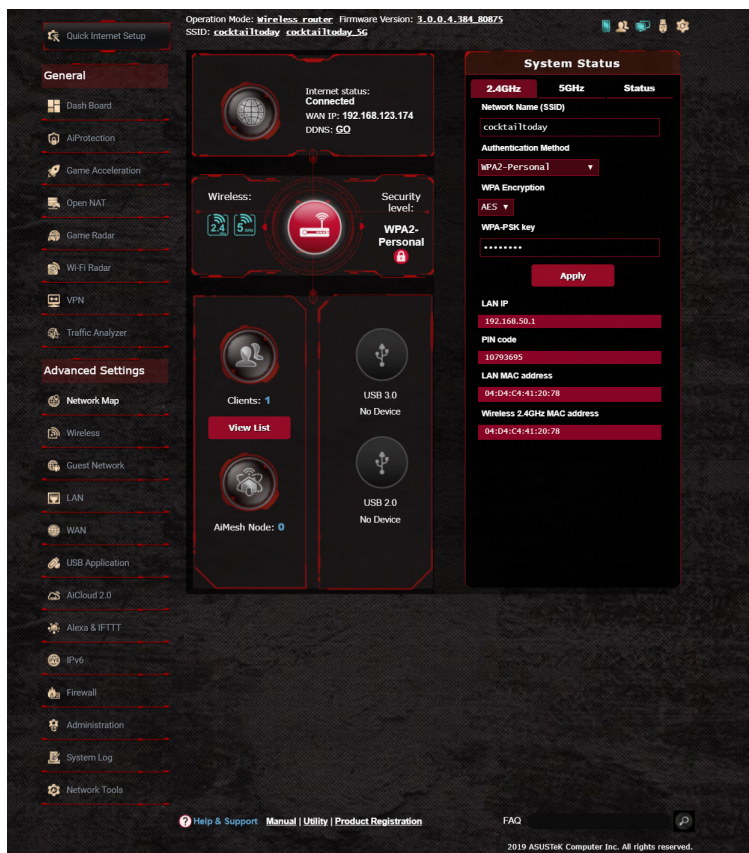 Operation Mode: Wireless router Firmware Version: 3.0.0.4.384_80875
SSID: cocktailtoday cocktailtoday_5G
Quick Internet Setup
General
Dash Board
AiProtection
Game Acceleration
Open NAT
Game Radar
Wi-Fi Radar
VPN
Traffic Analyzer
Advanced Settings
Network Map
Wireless
Guest Network
LAN
WAN
USB Application
AiCloud 2.0
Alexa & IFTTT
IPv6
Firewall
Administration
System Log
Network Tools
Internet status:
Connected
WAN IP: 192.168.123.174
DDNS: GO
Wireless:
2.4
5
Security
level:
WPA2-
Personal
Clients: 1
View List
AiMesh Node: 0
USB 3.0
No Device
USB 2.0
No Device
System Status
2.4GHz 5GHz Status
Network Name (SSID)
cocktailtoday
Authentication Method
WPA2-Personal
WPA Encryption
AES
WPA-PSK key
••••••••
Apply
LAN IP
192.168.50.1
PIN code
10793695
LAN MAC address
04:D4:C4:41:20:78
Wireless 2.4GHz MAC address
04:D4:C4:41:20:78
? Help & Support Manual | Utility | Product Registration
FAQ
2019 ASUSTeK Computer Inc. All rights reserved.